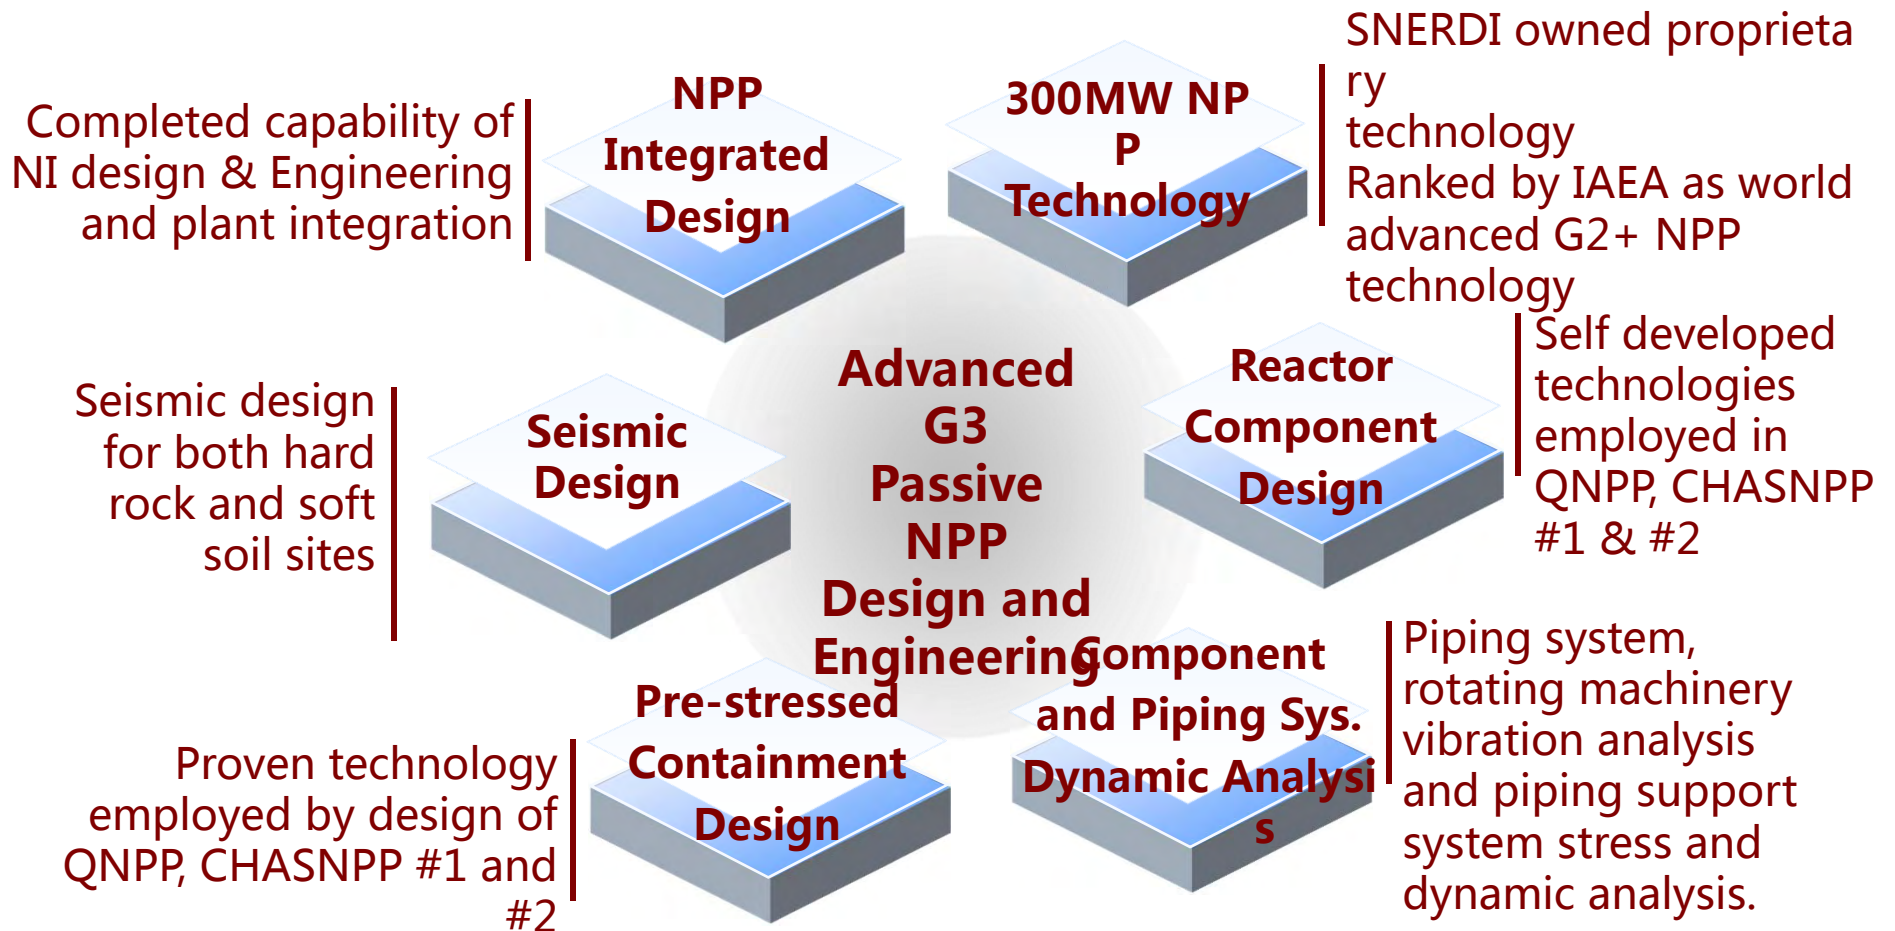 Completed capability of
NI design & Engineering
and plant integration
NPP
Integrated
Design
300MW NP
P
Technology
SNERDI owned proprieta
ry
technology
Ranked by IAEA as world
advanced G2+ NPP
technology
Seismic design
for both hard
rock and soft
soil sites
Seismic
Design
Advanced
G3
Passive
NPP
Design and
Engineering
Reactor
Component
Design
Self developed
technologies
employed in
QNPP, CHASNPP
#1 & #2
Proven technology
employed by design of
QNPP, CHASNPP #1 and
#2
Pre-stressed
Containment
Design
Component
and Piping Sys.
Dynamic Analysi
s
Piping system,
rotating machinery
vibration analysis
and piping support
system stress and
dynamic analysis.